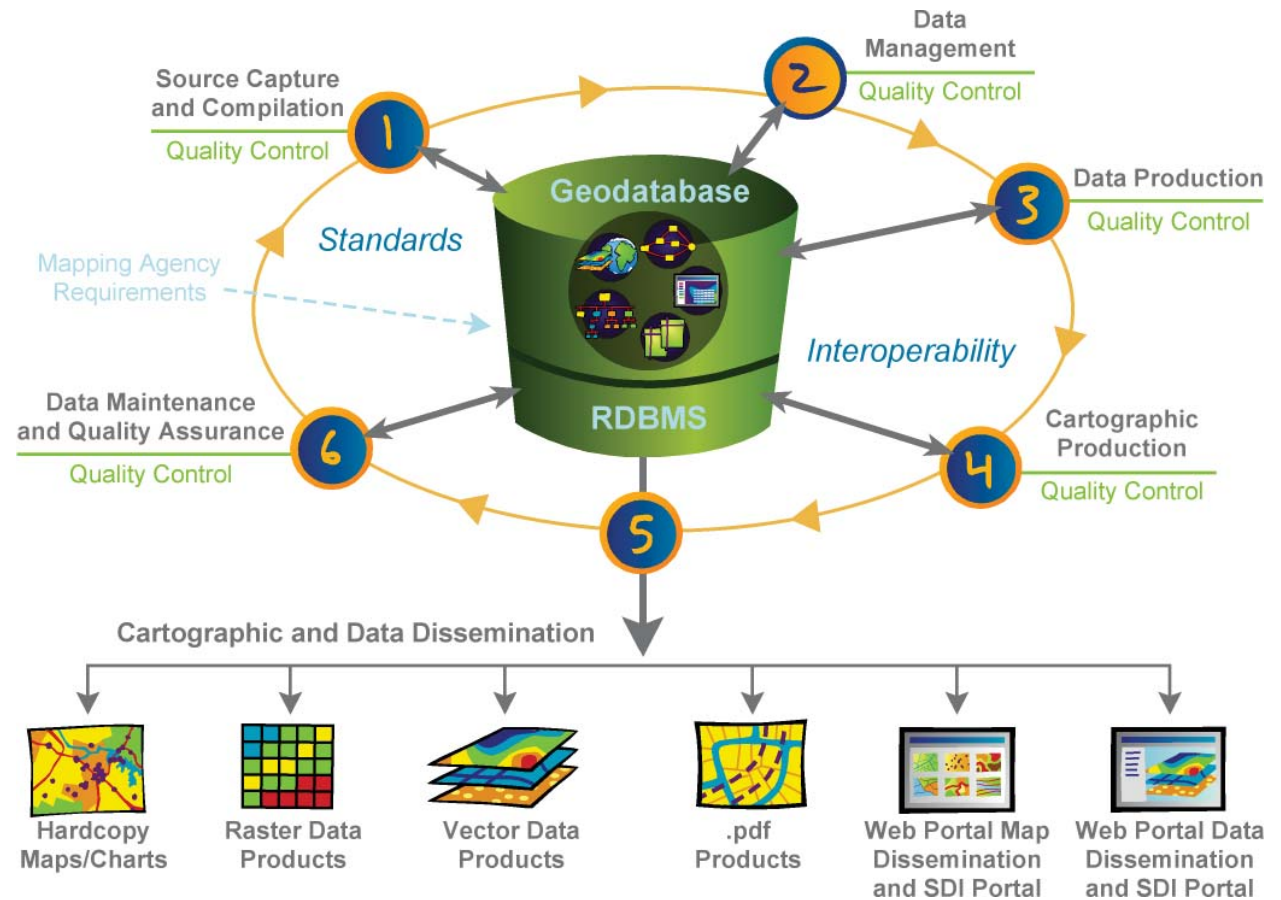 Data
Management
2
Quality Control
Source Capture
and Compilation
1
Quality Control
Geodatabase
Data Production
3
Quality Control
Standards
Mapping Agency
Requirements
Interoperability
Data Maintenance
and Quality Assurance
6
Quality Control
RDBMS
Cartographic
Production
4
Quality Control
5
Cartographic and Data Dissemination
Hardcopy
Maps/Charts
Raster Data
Products
Vector Data
Products
.pdf
Products
Web Portal Map
Dissemination
and SDI Portal
Web Portal Data
Dissemination
and SDI Portal